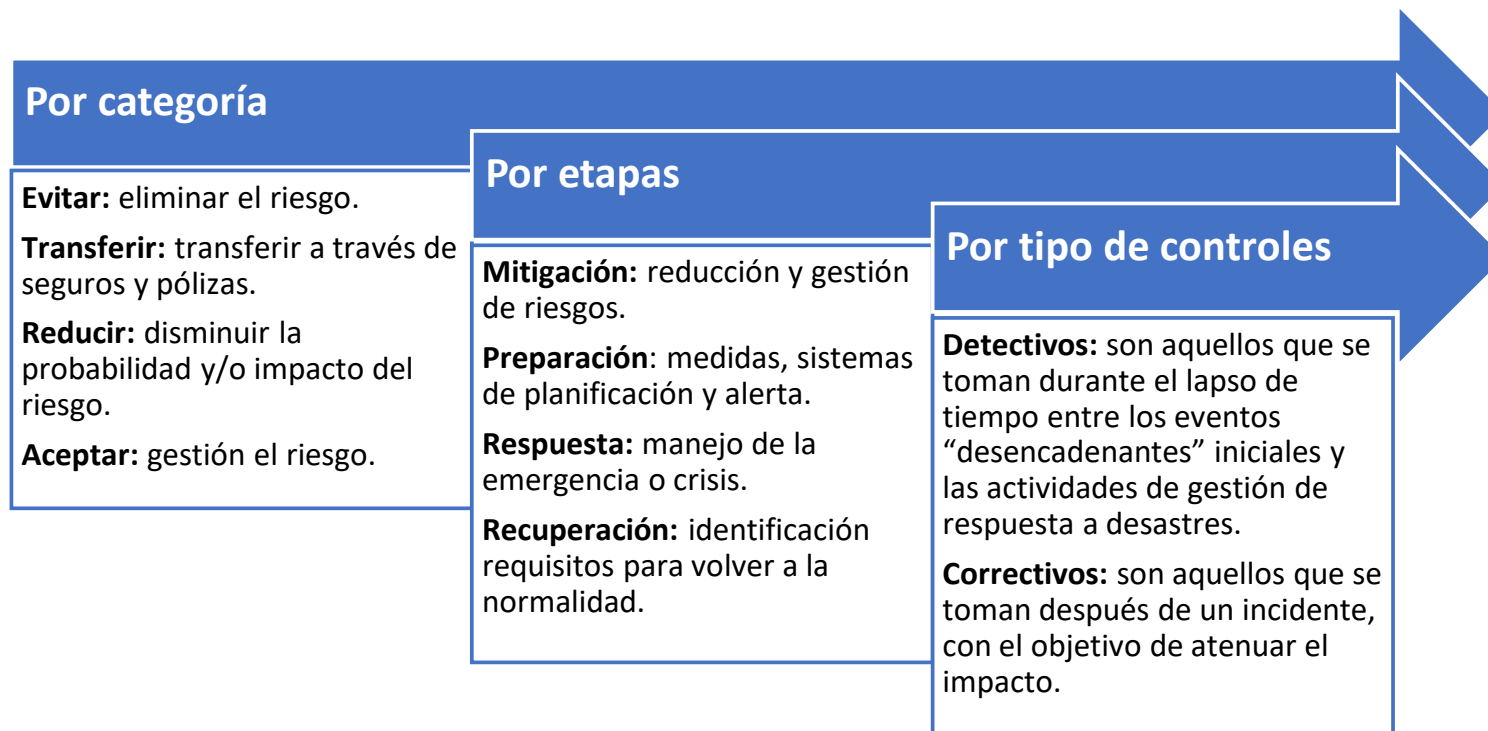 Por categoría
Evitar: eliminar el riesgo.
Transferir: transferir a través de
seguros y pólizas.
Reducir: disminuir la
probabilidad y/o impacto del
riesgo.
Aceptar: gestión el riesgo.
Por etapas
Mitigación: reducción y gestión
de riesgos.
Preparación: medidas, sistemas
de planificación y alerta.
Respuesta: manejo de la
emergencia o crisis.
Recuperación: identificación
requisitos para volver a la
normalidad.
Por tipo de controles
Detectivos: son aquellos que se
toman durante el lapso de
tiempo entre los eventos
“desencadenantes” iniciales y
las actividades de gestión de
respuesta a desastres.
Correctivos: son aquellos que se
toman después de un incidente,
con el objetivo de atenuar el
impacto.